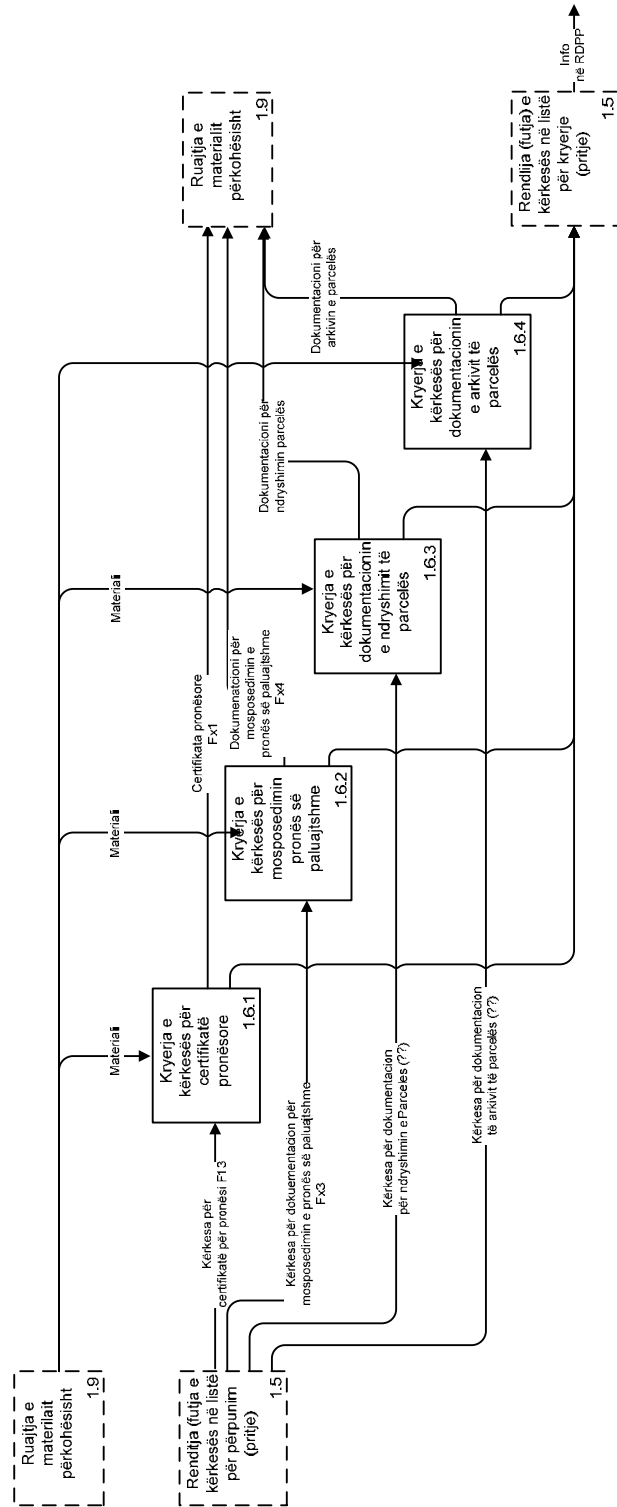 Ruajtja e
materilait
përkohësisht
1.9
Renditja (futja e
kërkesës në listë
për përpunim
(pritje)
1.5
Kërkesa për
certifikatë për pronësi F13
Kërkesa për dokuementacion për
mosposedimin e pronës së paluajtshme
Fx3
Kërkesa për dokumentacion
për ndryshimin e Parceles (??)
Kërkesa për dokumentacion
të arkivit të parcelës (??)
Materiali
Kryerja e
kërkesës për
certifikatë
pronësore
1.6.1
Materiali
Kryerja e
kërkesës për
mosposedimin
pronës së
paluajtshme
1.6.2
Certifikata pronësore
Fx1
Dokumenatcioni për
mosposedimin e
pronës së paluajtshme
Fx4
Materiali
Kryerja e
kërkesës për
dokumentacionin
e ndryshimit të
parcelës
1.6.3
Dokumentacioni për
ndryshimin parcelës
Kryerja e
kërkesës për
dokumentacionin
e arkivit të
parcelës
1.6.4
Dokumentacioni për
arkivin e parcelës
Ruajtja e
materialit
përkohësisht
1.9
Rendlija (futja) e
kërkesës në listë
për kryerje
(pritje)
1.5
Info
në RDPP